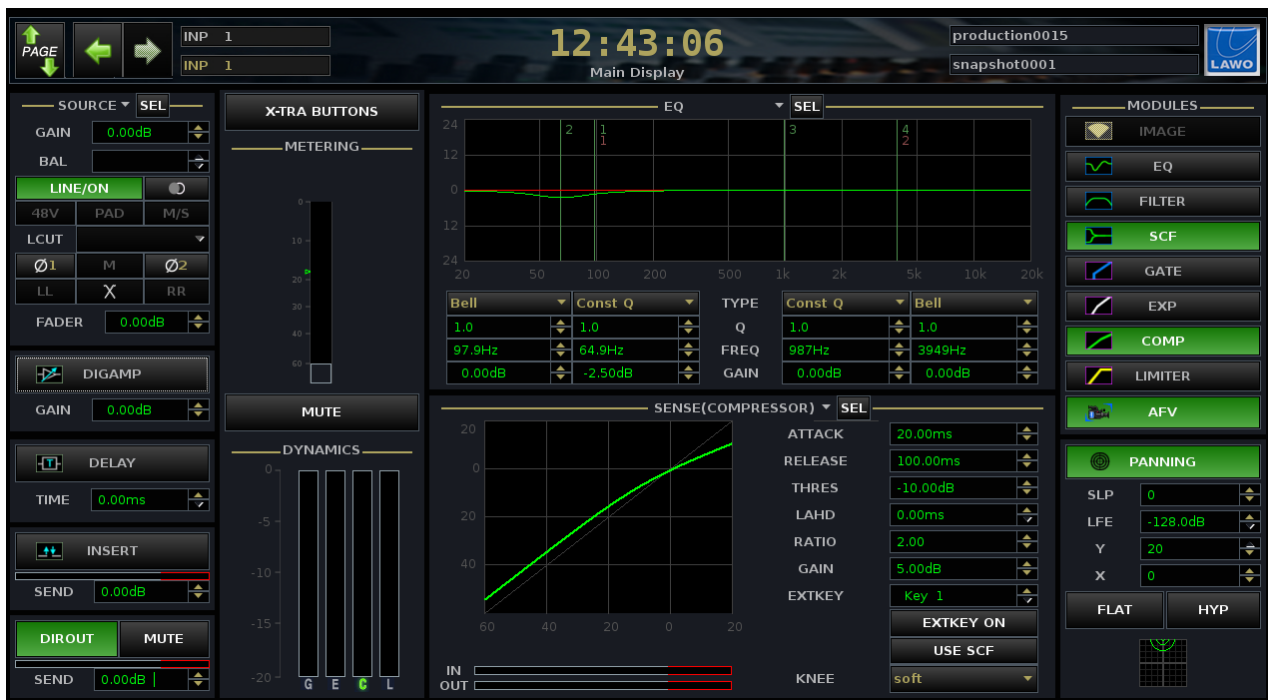 PAGE
INP 1
INP 1
12:43:06
Main Display
production0015
snapshot0001
LAWO
SOURCE SEL
GAIN 0.00dB
BAL
LINE/ON
48V PAD M/S
LCUT
Ø1 M Ø2
LL X RR
FADER 0.00dB
DIGAMP
GAIN 0.00dB
T DELAY
TIME 0.00ms
INSERT
SEND 0.00dB
DIROUT MUTE
SEND 0.00dB
X-TRA BUTTONS
METERING
0
10
20
30
40
60
MUTE
DYNAMICS
0
-5
-10
-15
-20
G E C L
EQ SEL
24 2 1 3 4
1 2
12
0
12
24
20 50 100 200 500 1k 2k 5k 10k 20k
Bell Const Q TYPE Const Q Bell
1.0 1.0 Q 1.0 1.0
97.9Hz 64.9Hz FREQ 987Hz 3949Hz
0.00dB -2.50dB GAIN 0.00dB 0.00dB
SENSE(COMPRESSOR) SEL
20
0
20
40
60 40 20 0 20
IN
OUT
ATTACK 20.00ms
RELEASE 100.00ms
THRES -10.00dB
LAHD 0.00ms
RATIO 2.00
GAIN 5.00dB
EXTKEY Key 1
EXTKEY ON
USE SCF
KNEE soft
MODULES
IMAGE
EQ
FILTER
SCF
GATE
EXP
COMP
LIMITER
AFV
PANNING
SLP 0
LFE -128.0dB
Y 20
X 0
FLAT HYP